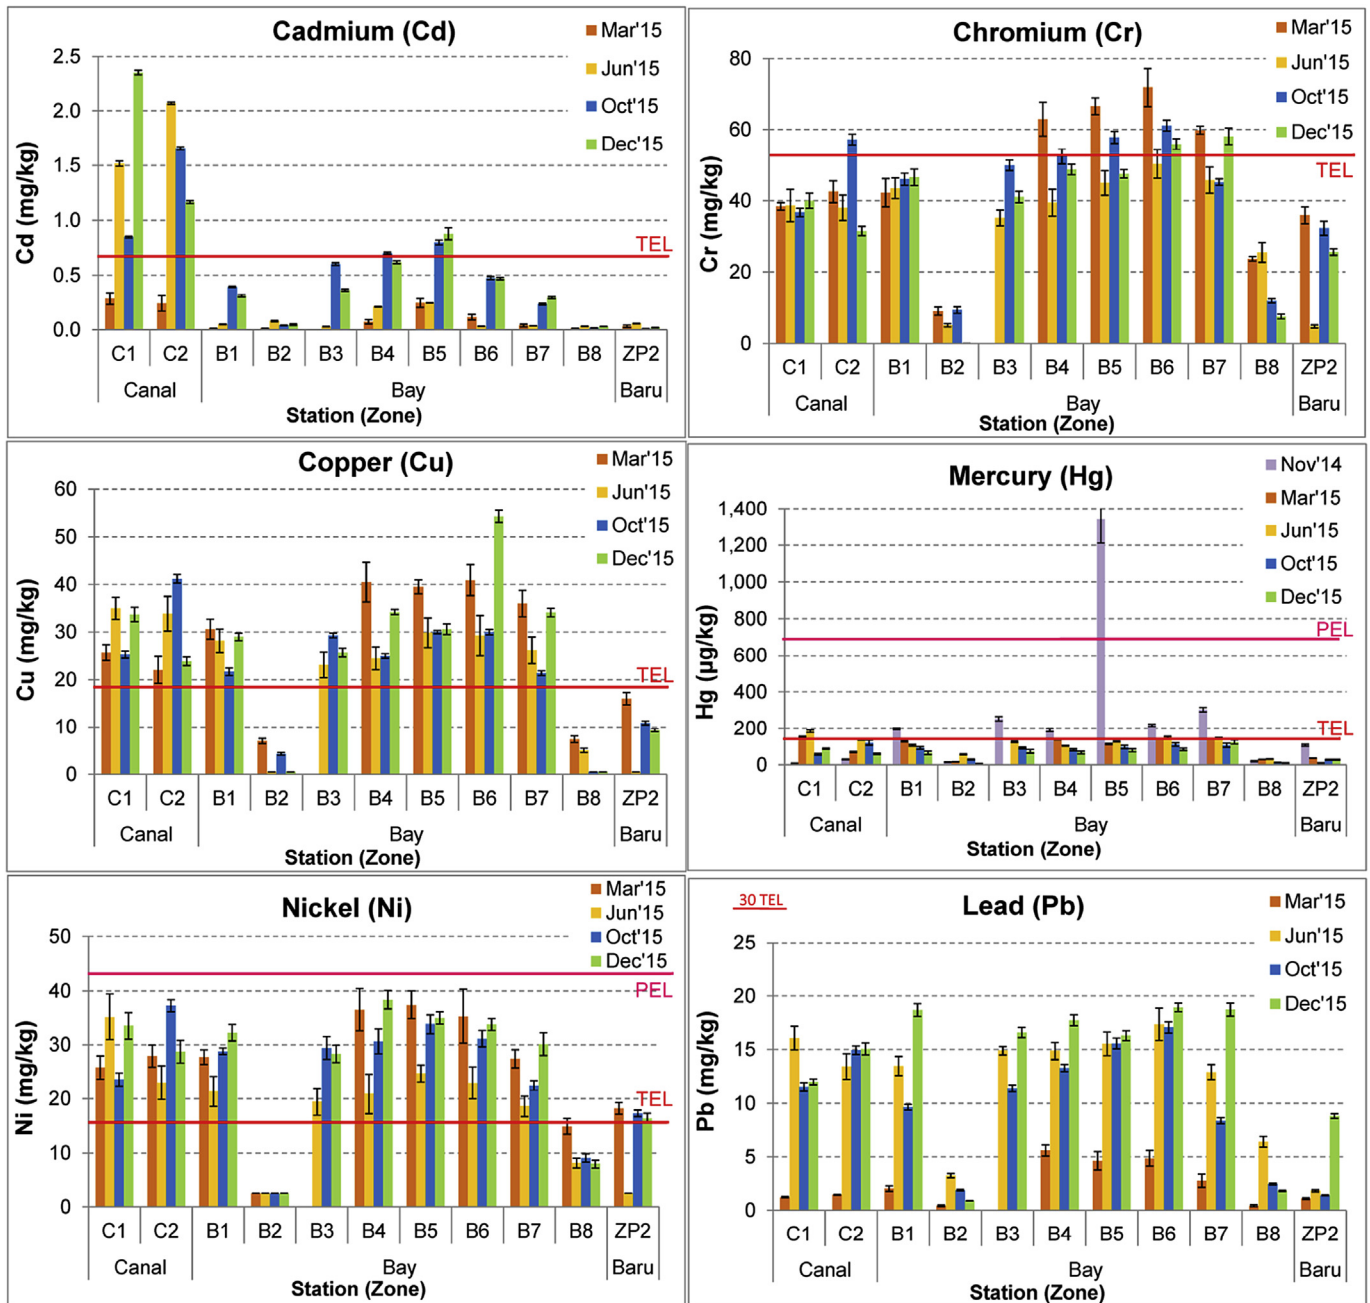 Cadmium (Cd)
Mar'15
Jun'15
Oct'15
Dec'15
Cd (mg/kg)
2.5
2.0
1.5
1.0
0.5
0.0
TEL
C1 C2 B1 B2 B3 B4 B5 B6 B7 B8 ZP2
Canal Bay Baru
Station (Zone)
Chromium (Cr)
Mar'15
Jun'15
Oct'15
Dec'15
Cr (mg/kg)
80
60
40
20
0
TEL
C1 C2 B1 B2 B3 B4 B5 B6 B7 B8 ZP2
Canal Bay Baru
Station (Zone)
Copper (Cu)
Mar'15
Jun'15
Oct'15
Dec'15
Cu (mg/kg)
60
50
40
30
20
10
0
TEL
C1 C2 B1 B2 B3 B4 B5 B6 B7 B8 ZP2
Canal Bay Baru
Station (Zone)
Mercury (Hg)
Nov'14
Mar'15
Jun'15
Oct'15
Dec'15
Hg (µg/kg)
1,400
1,200
1,000
800
600
400
200
0
PEL
TEL
C1 C2 B1 B2 B3 B4 B5 B6 B7 B8 ZP2
Canal Bay Baru
Station (Zone)
Nickel (Ni)
Mar'15
Jun'15
Oct'15
Dec'15
Ni (mg/kg)
50
40
30
20
10
0
PEL
TEL
C1 C2 B1 B2 B3 B4 B5 B6 B7 B8 ZP2
Canal Bay Baru
Station (Zone)
30 TEL
Lead (Pb)
Mar'15
Jun'15
Oct'15
Dec'15
Pb (mg/kg)
25
20
15
10
5
0
C1 C2 B1 B2 B3 B4 B5 B6 B7 B8 ZP2
Canal Bay Baru
Station (Zone)